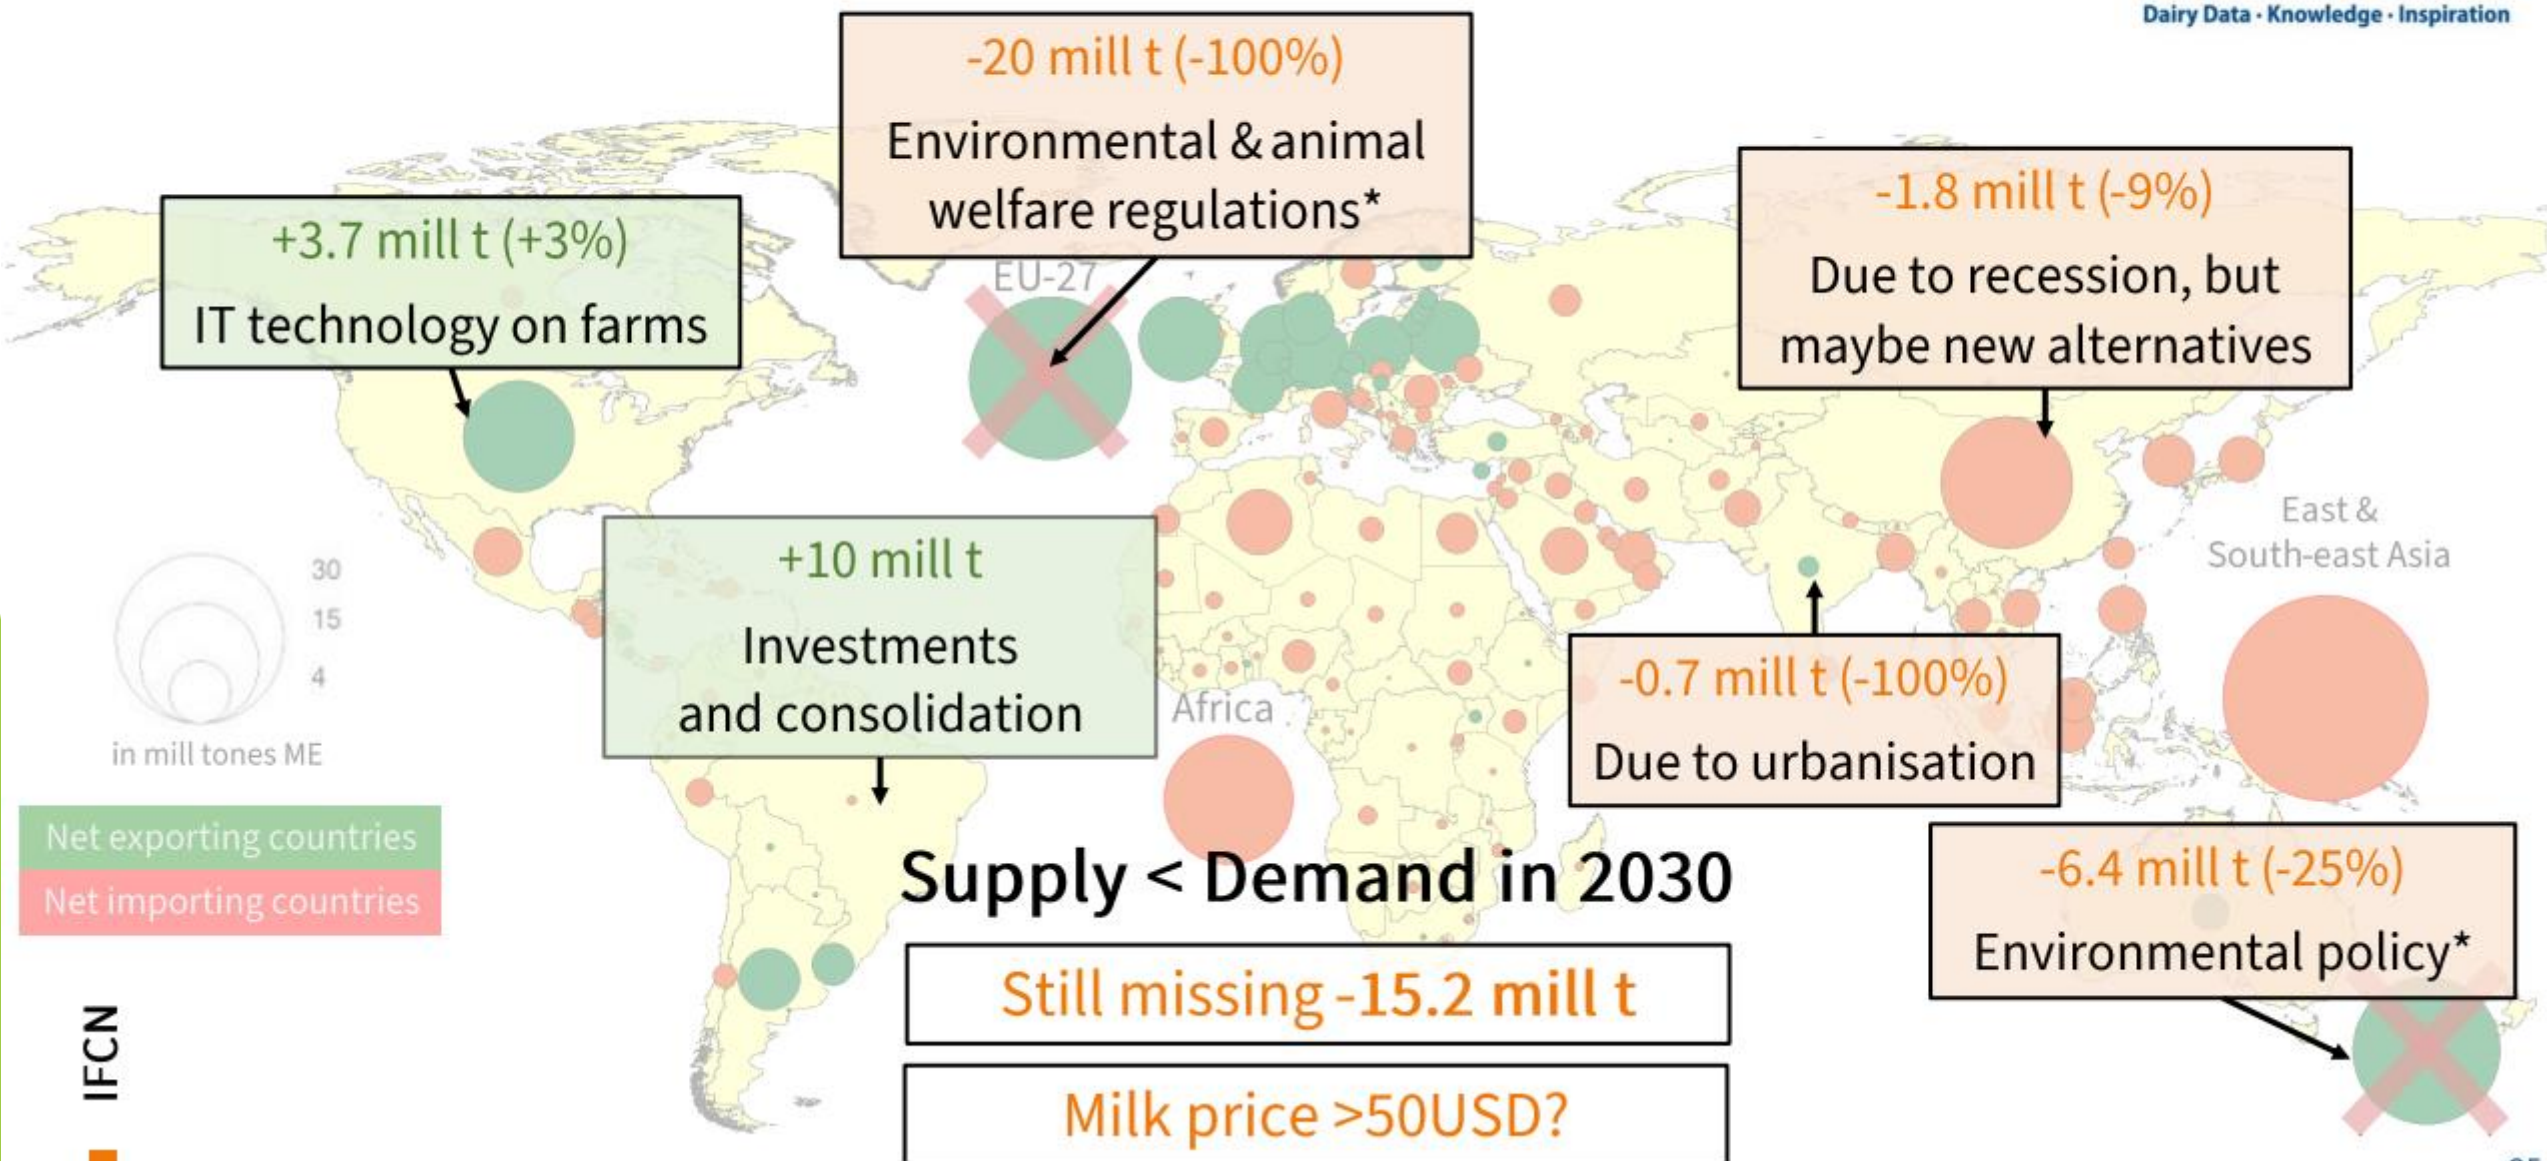 Dairy Data · Knowledge · Inspiration
-20 mill t (-100%)
Environmental & animal
welfare regulations*
-1.8 mill t (-9%)
Due to recession, but
maybe new alternatives
+3.7 mill t (+3%)
IT technology on farms
EU-27
East &
South-east Asia
+10 mill t
Investments
and consolidation
30
15
4
in mill tones ME
-0.7 mill t (-100%)
Due to urbanisation
Africa
Net exporting countries
Net importing countries
Supply < Demand in 2030
-6.4 mill t (-25%)
Environmental policy*
Still missing -15.2 mill t
Milk price >50USD?
IFCN